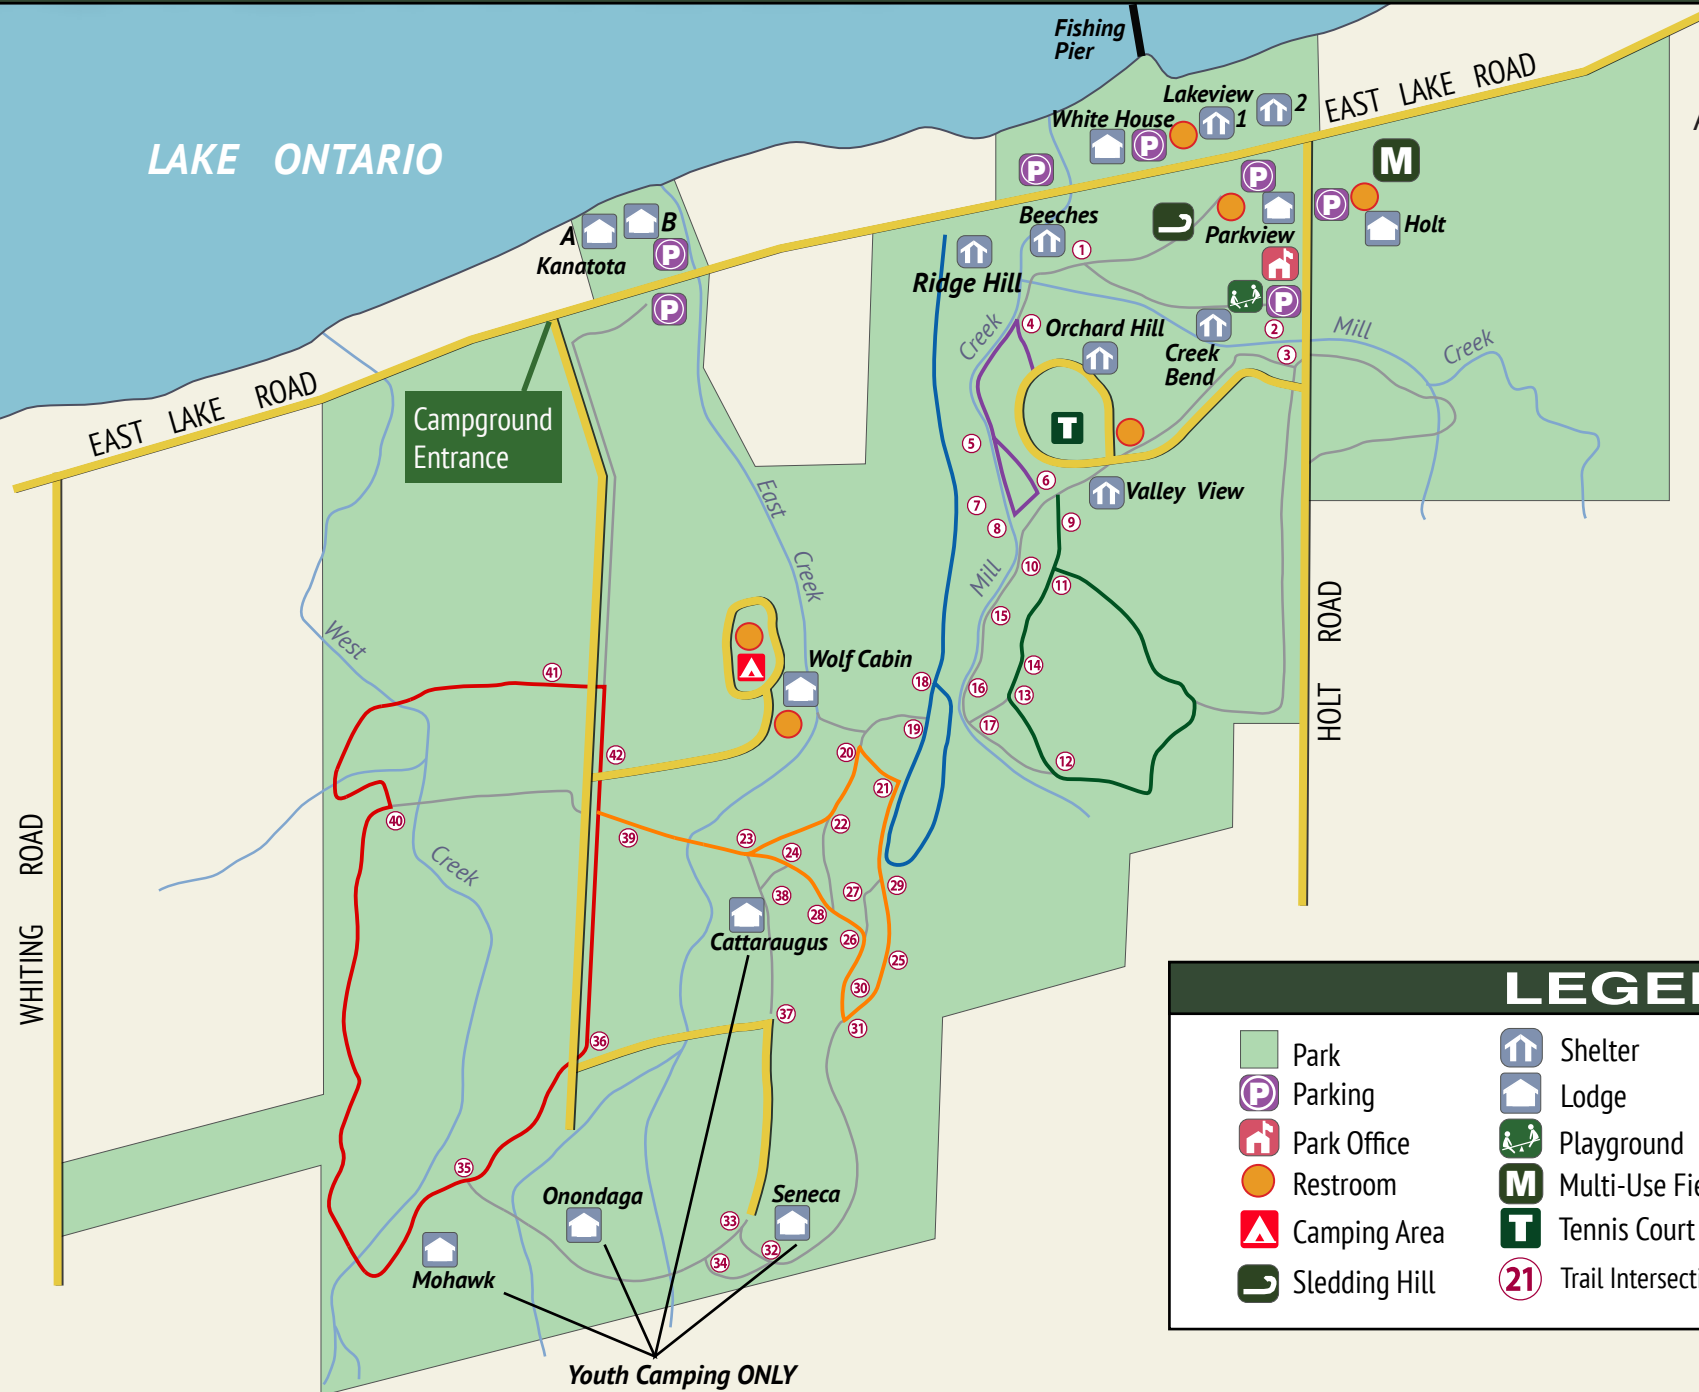 Fishing
Pier
Lakeview
1
2
White House
EAST LAKE ROAD
LAKE ONTARIO
P
P
P
M
P
Holt
Beeches
Parkview
A
B
Kanatota
P
P
Ridge Hill
1
P
2
3
4
Creek
Orchard Hill
Creek
Bend
Mill
Creek
EAST LAKE ROAD
Campground
Entrance
T
5
6
7
8
9
Valley View
East
Creek
Mill
10
11
15
West
HOLT ROAD
41
Wolf Cabin
14
18
16
13
17
19
42
20
12
21
40
39
23
22
24
WHITING ROAD
Creek
38
27
29
28
Cattaraugus
26
25
30
37
31
36
35
Onondaga
Seneca
33
32
34
Mohawk
Youth Camping ONLY
LEGE
Park
P Parking
Park Office
Restroom
Camping Area
Sledding Hill
Shelter
Lodge
Playground
M Multi-Use Fie
T Tennis Court
21 Trail Intersecti